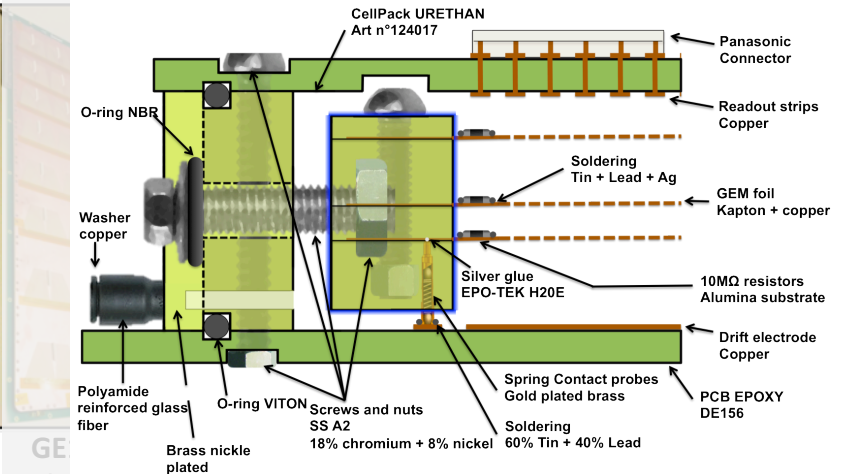 CellPack URETHAN
Art n°124017
Panasonic
Connector
O-ring NBR
Readout strips
Copper
Soldering
Tin + Lead + Ag
GEM foil
Kapton + copper
Washer
copper
Silver glue
EPO-TEK H20E
10MΩ resistors
Alumina substrate
Drift electrode
Copper
Polyamide
reinforced glass
fiber
O-ring VITON
Screws and nuts
SS A2
18% chromium + 8% nickel
Spring Contact probes
Gold plated brass
PCB EPOXY
DE156
Soldering
60% Tin + 40% Lead
Brass nickle
plated
GE